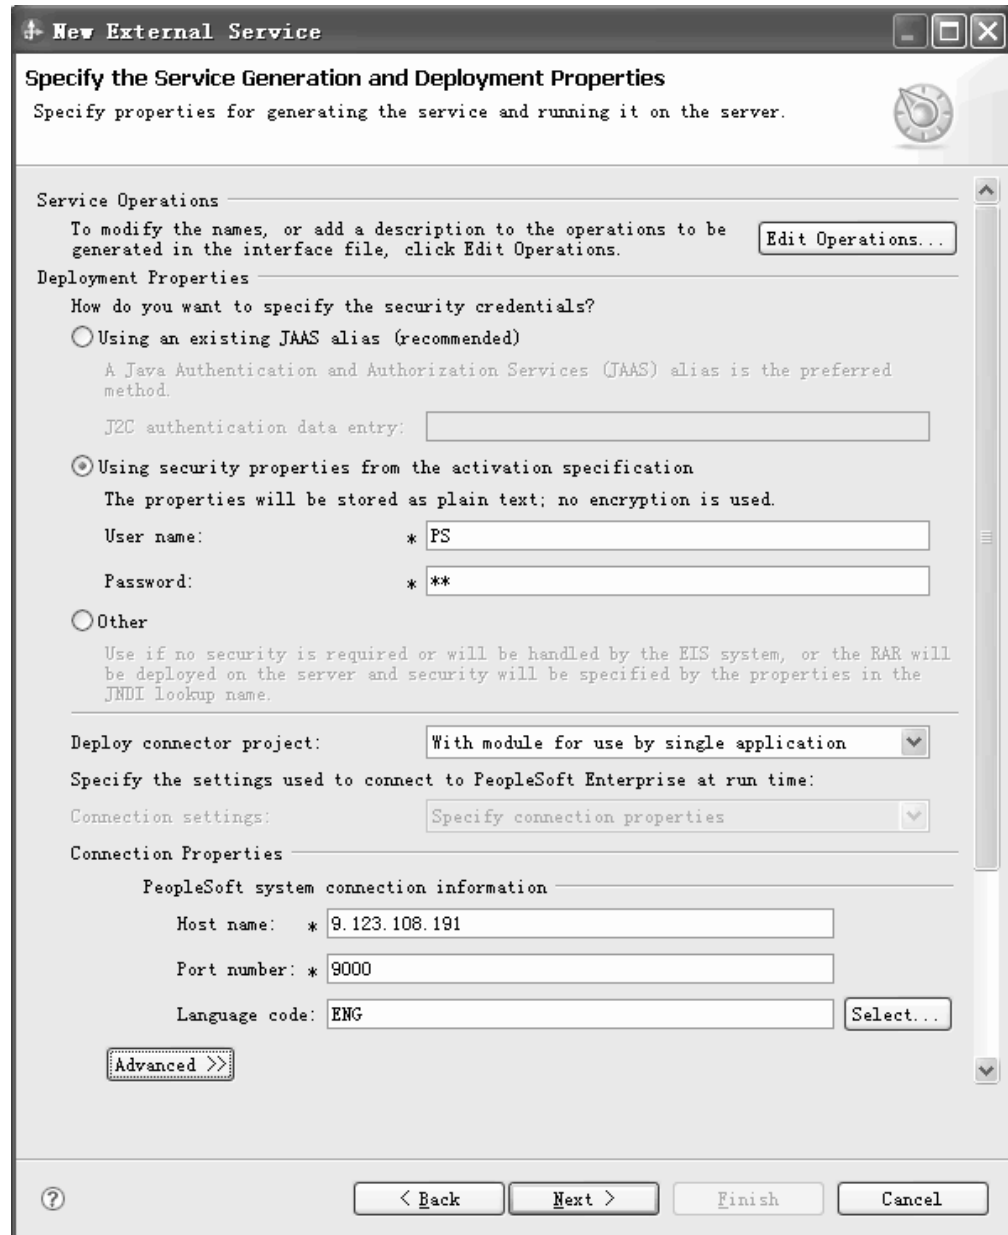 New External Service
Specify the Service Generation and Deployment Properties
Specify properties for generating the service and running it on the server.
Service Operations
To modify the names, or add a description to the operations to be
generated in the interface file, click Edit Operations.
Edit Operations...
Deployment Properties
How do you want to specify the security credentials?
Using an existing JAAS alias (recommended)
A Java Authentication and Authorization Services (JAAS) alias is the preferred
method.
J2C authentication data entry:
Using security properties from the activation specification
The properties will be stored as plain text; no encryption is used.
User name: * PS
Password: * **
Other
Use if no security is required or will be handled by the EIS system, or the RAR will
be deployed on the server and security will be specified by the properties in the
JNDI lookup name.
Deploy connector project: With module for use by single application
Specify the settings used to connect to PeopleSoft Enterprise at run time:
Connection settings: Specify connection properties
Connection Properties
PeopleSoft system connection information
Host name: * 9.123.108.191
Port number: * 9000
Language code: ENG Select...
Advanced >>
? < Back Next > Finish Cancel